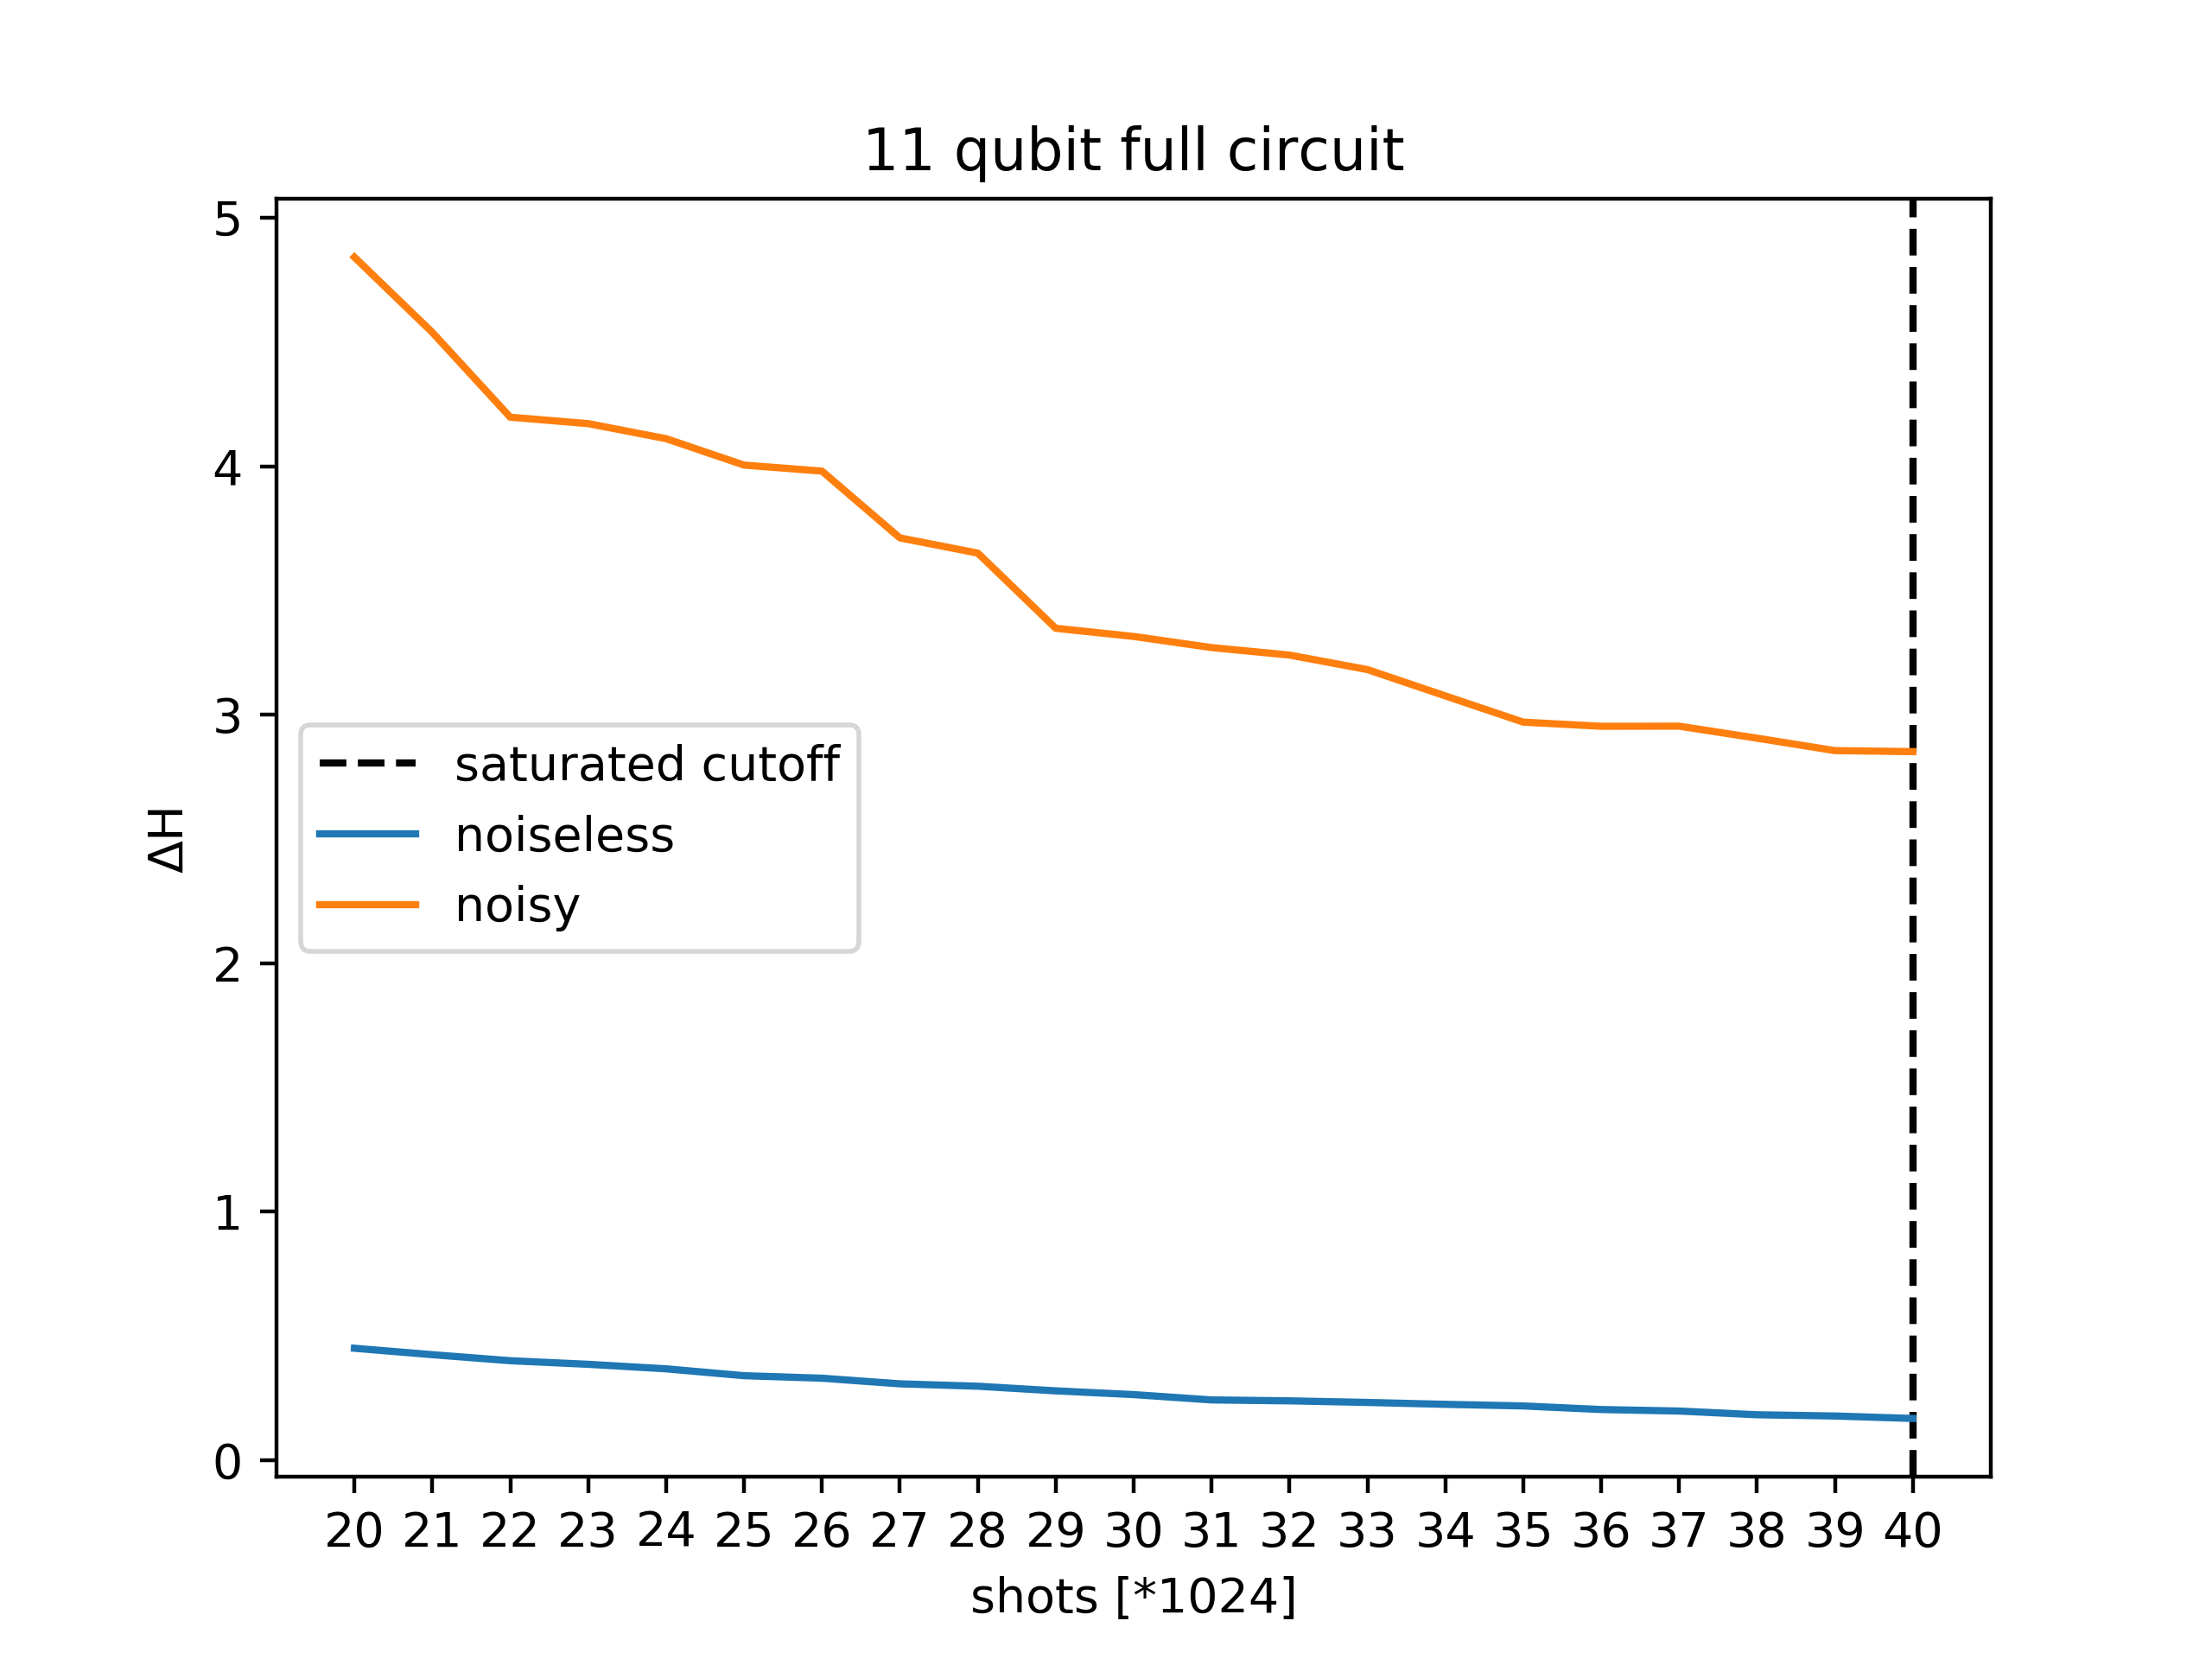 11 qubit full circuit
5
4
3
2
1
0
ΔH
saturated cutoff
noiseless
noisy
20 21 22 23 24 25 26 27 28 29 30 31 32 33 34 35 36 37 38 39 40
shots [*1024]